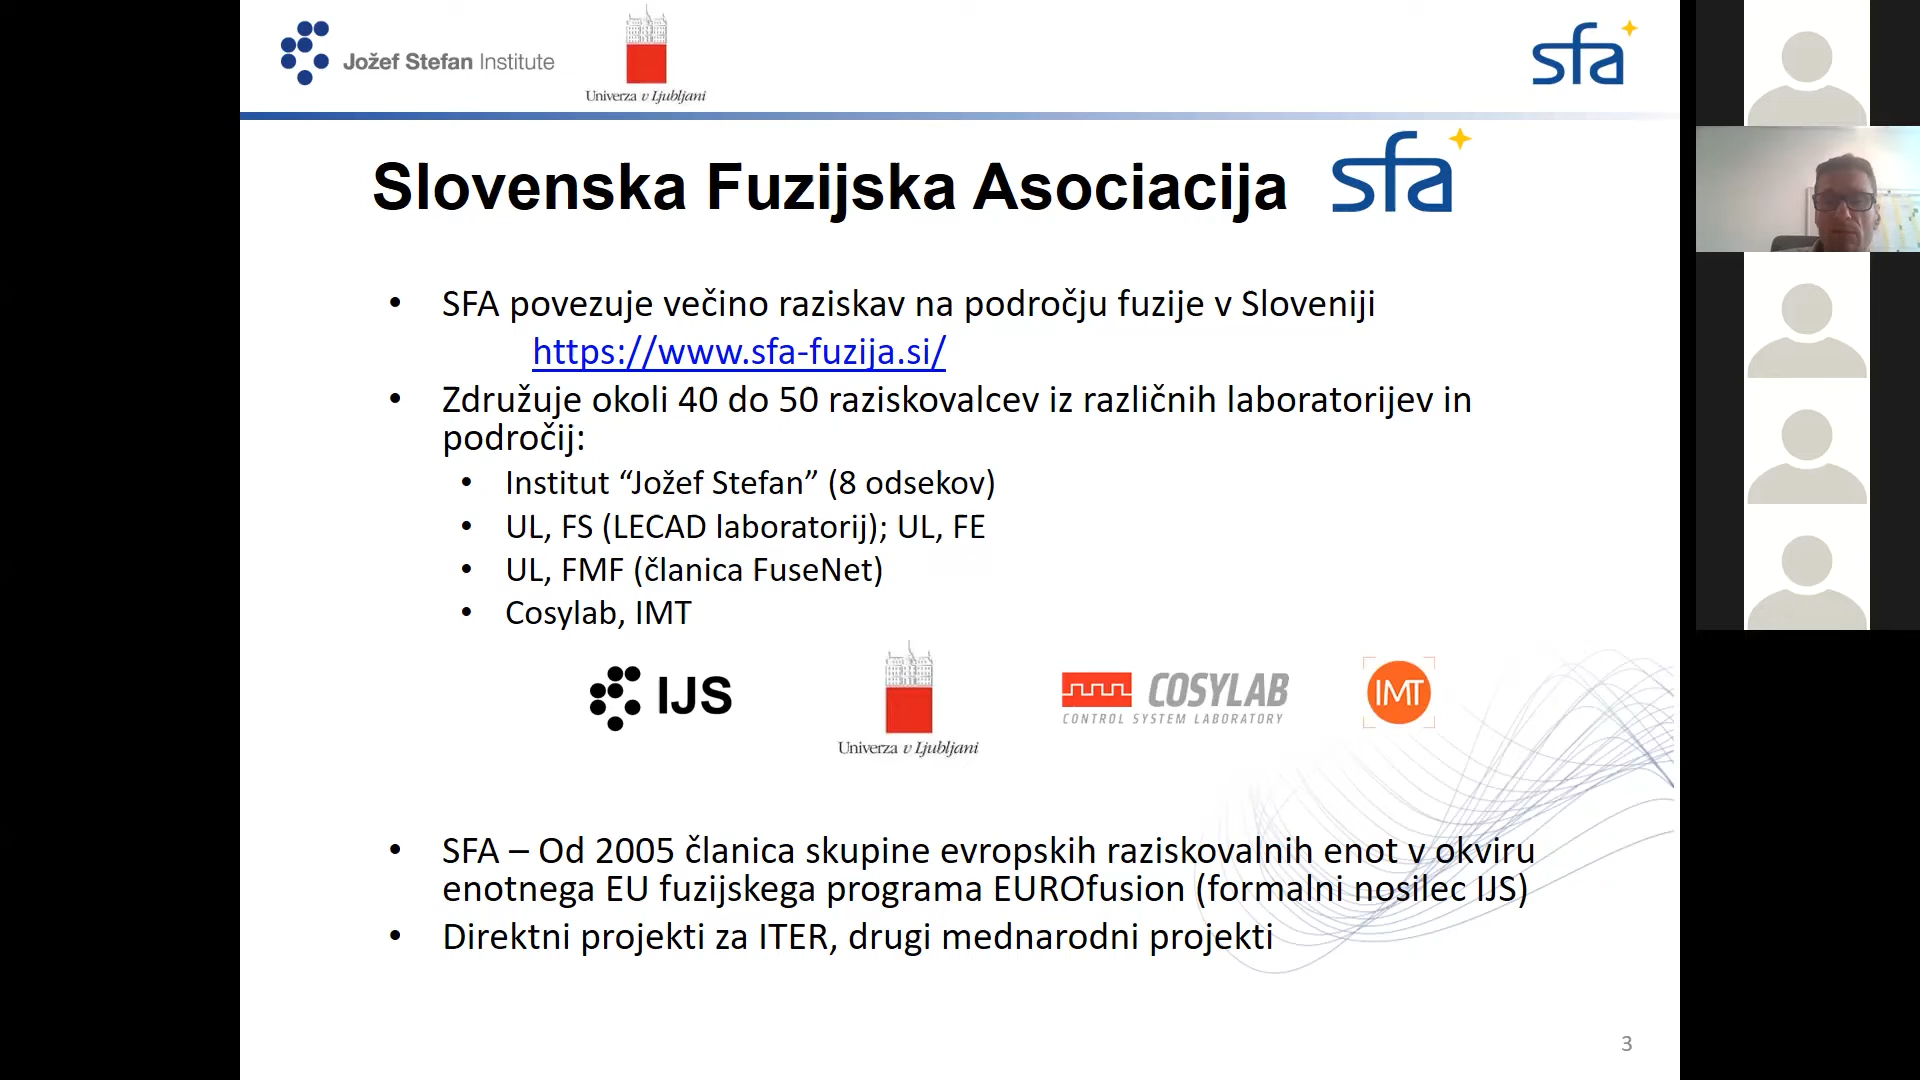 Jožef Stefan Institute
Univerza v Ljubljani
sfa
Slovenska Fuzijska Asociacija
sfa
• SFA povezuje večino raziskav na področju fuzije v Sloveniji
https://www.sfa-fuzija.si/
• Združuje okoli 40 do 50 raziskovalcev iz različnih laboratorijev in
področij:
• Institut “Jožef Stefan” (8 odsekov)
• UL, FS (LECAD laboratorij); UL, FE
• UL, FMF (članica FuseNet)
• Cosylab, IMT
IJS
Univerza v Ljubljani
COSYLAB
CONTROL SYSTEM LABORATORY
IMT
• SFA – Od 2005 članica skupine evropskih raziskovalnih enot v okviru
enotnega EU fuzijskega programa EUROfusion (formalni nosilec IJS)
• Direktni projekti za ITER, drugi mednarodni projekti
3